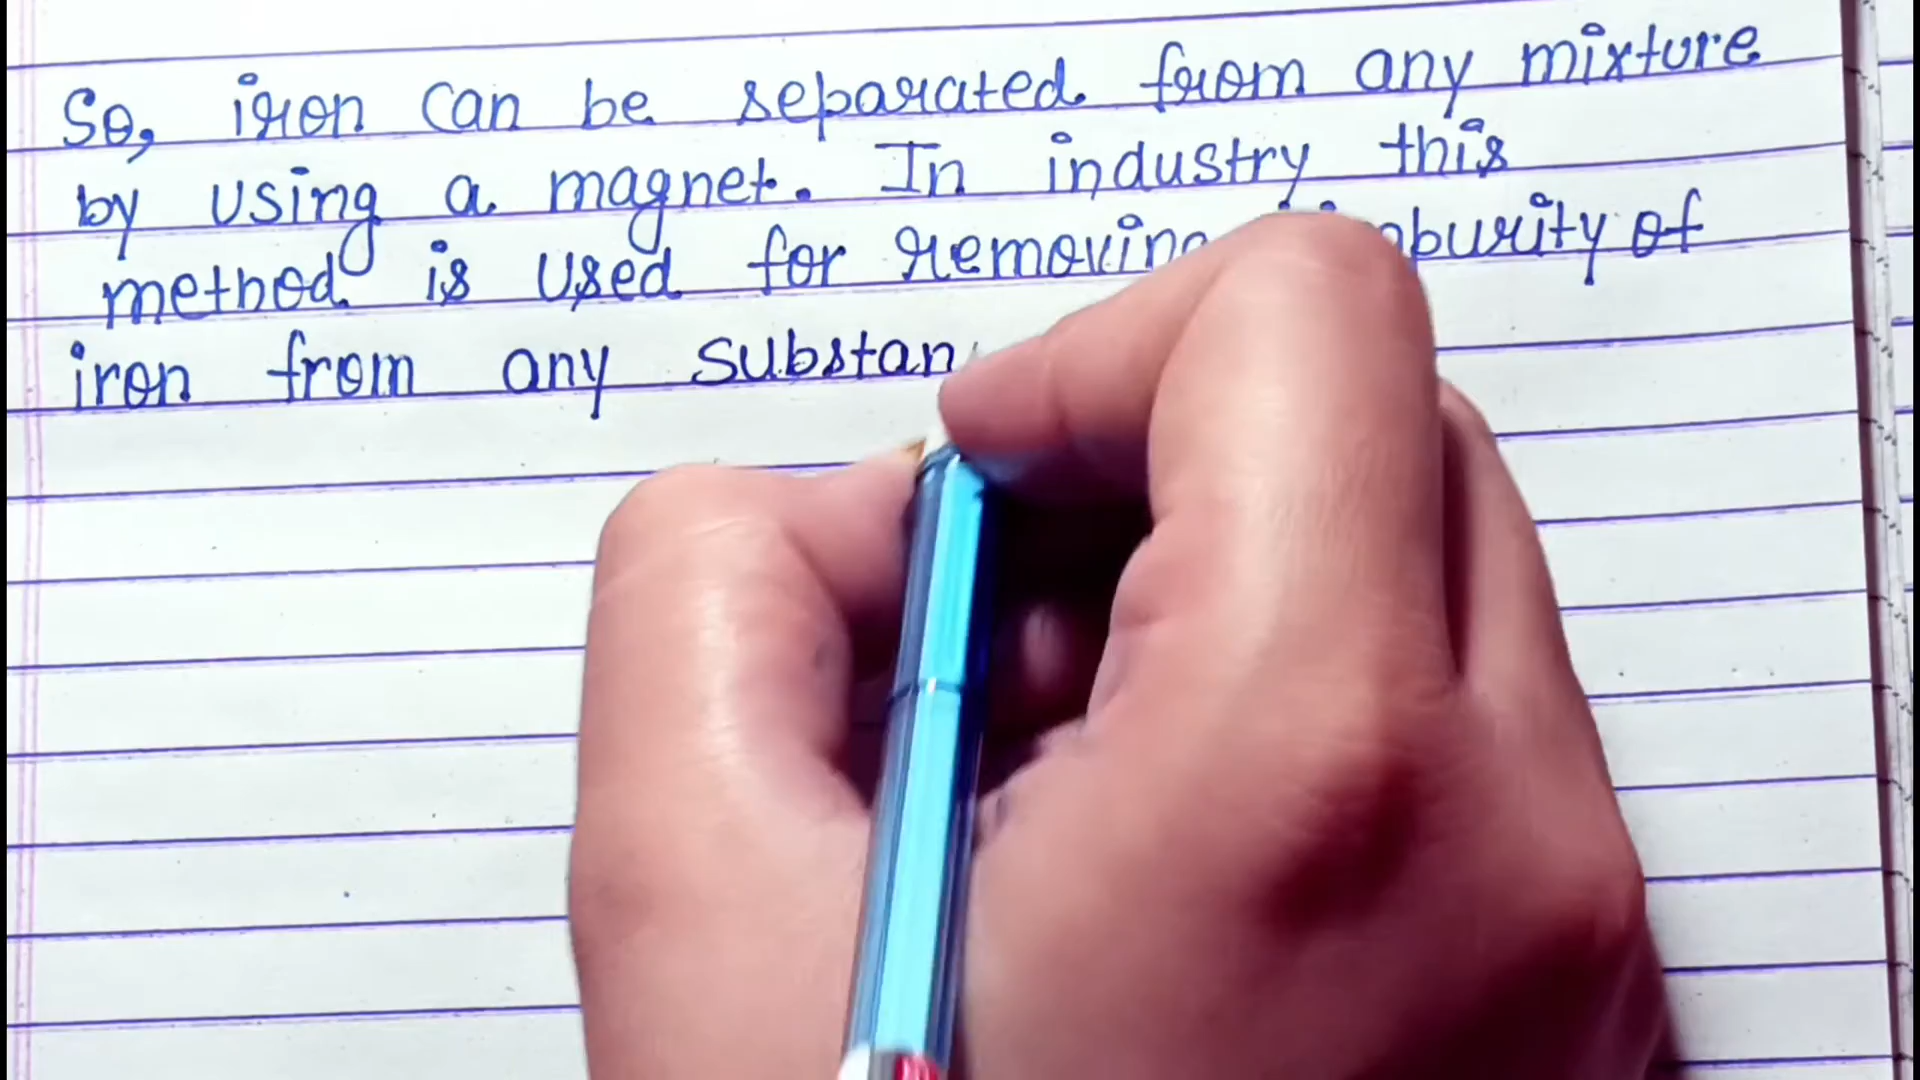 So, iron can be separated from any mixture
by using a magnet. In industry this
method is used for removing impurity of
iron from any substan